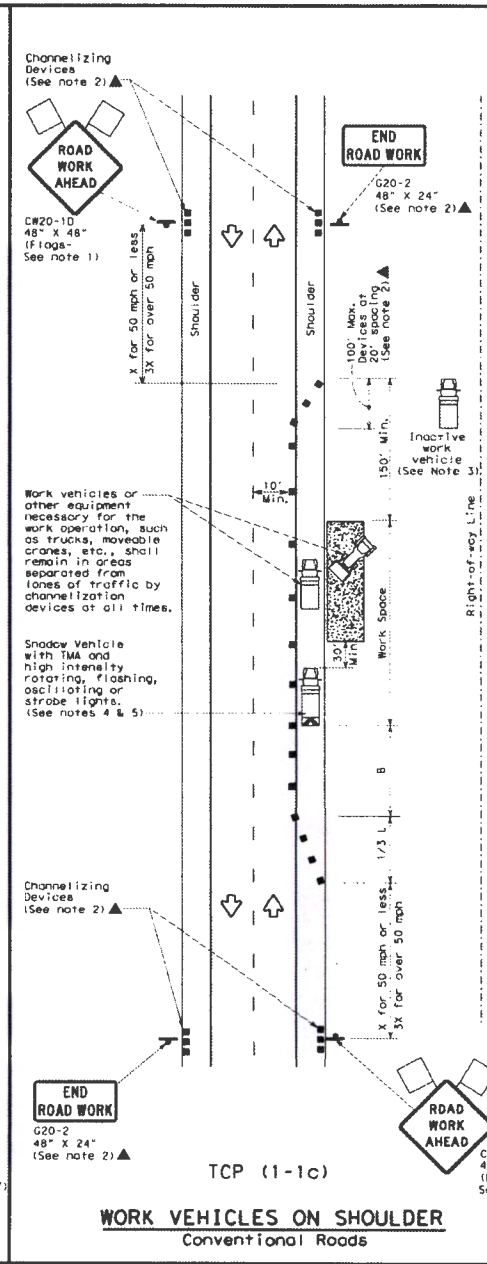 Channelizing
Devices
(See note 2)▲
ROAD
WORK
AHEAD
CW20-1D
48" X 48"
(Flags-
See note 1)
END
ROAD WORK
G20-2
48" X 24"
(See note 2)▲
X for 50 mph or less
3X for over 50 mph
Shoulder
Shoulder
100' Max.
Devices at
20' spacing
(See note 2)▲
150' Min.
Inactive
work
vehicle
(See Note 3)
Right-of-way Line
10'
Min.
Work vehicles or
other equipment
necessary for the
work operation, such
as trucks, moveable
cranes, etc., shall
remain in areas
separated from
lanes of traffic by
channelization
devices at all times.
Work Space
30'
Min.
Shadow Vehicle
with TMA and
high intensity
rotating, flashing,
oscillating or
strobe lights.
(See notes 4 & 5)
B
1/3 L
Channelizing
Devices
(See note 2)▲
X for 50 mph or less
3X for over 50 mph
END
ROAD WORK
G20-2
48" X 24"
(See note 2)▲
ROAD
WORK
AHEAD
TCP (1-1c)
WORK VEHICLES ON SHOULDER
Conventional Roads